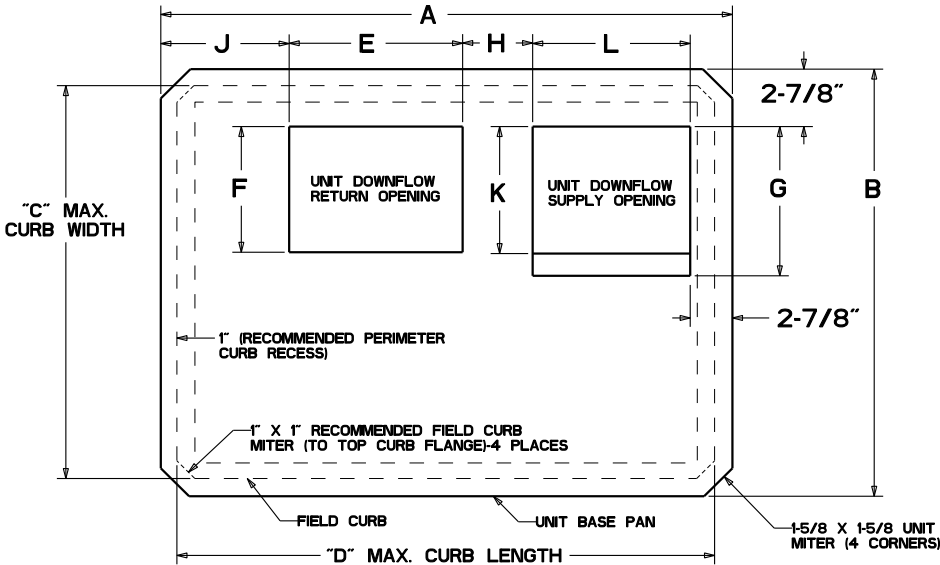 A
J
E
H
L
2-7/8"
F
UNIT DOWNFLOW
RETURN OPENING
K
UNIT DOWNFLOW
SUPPLY OPENING
G
B
"C" MAX.
CURB WIDTH
2-7/8"
1" (RECOMMENDED PERIMETER
CURB RECESS)
1" X 1" RECOMMENDED FIELD CURB
MITER (TO TOP CURB FLANGE)-4 PLACES
FIELD CURB
UNIT BASE PAN
1-5/8 X 1-5/8 UNIT
MITER (4 CORNERS)
"D" MAX. CURB LENGTH